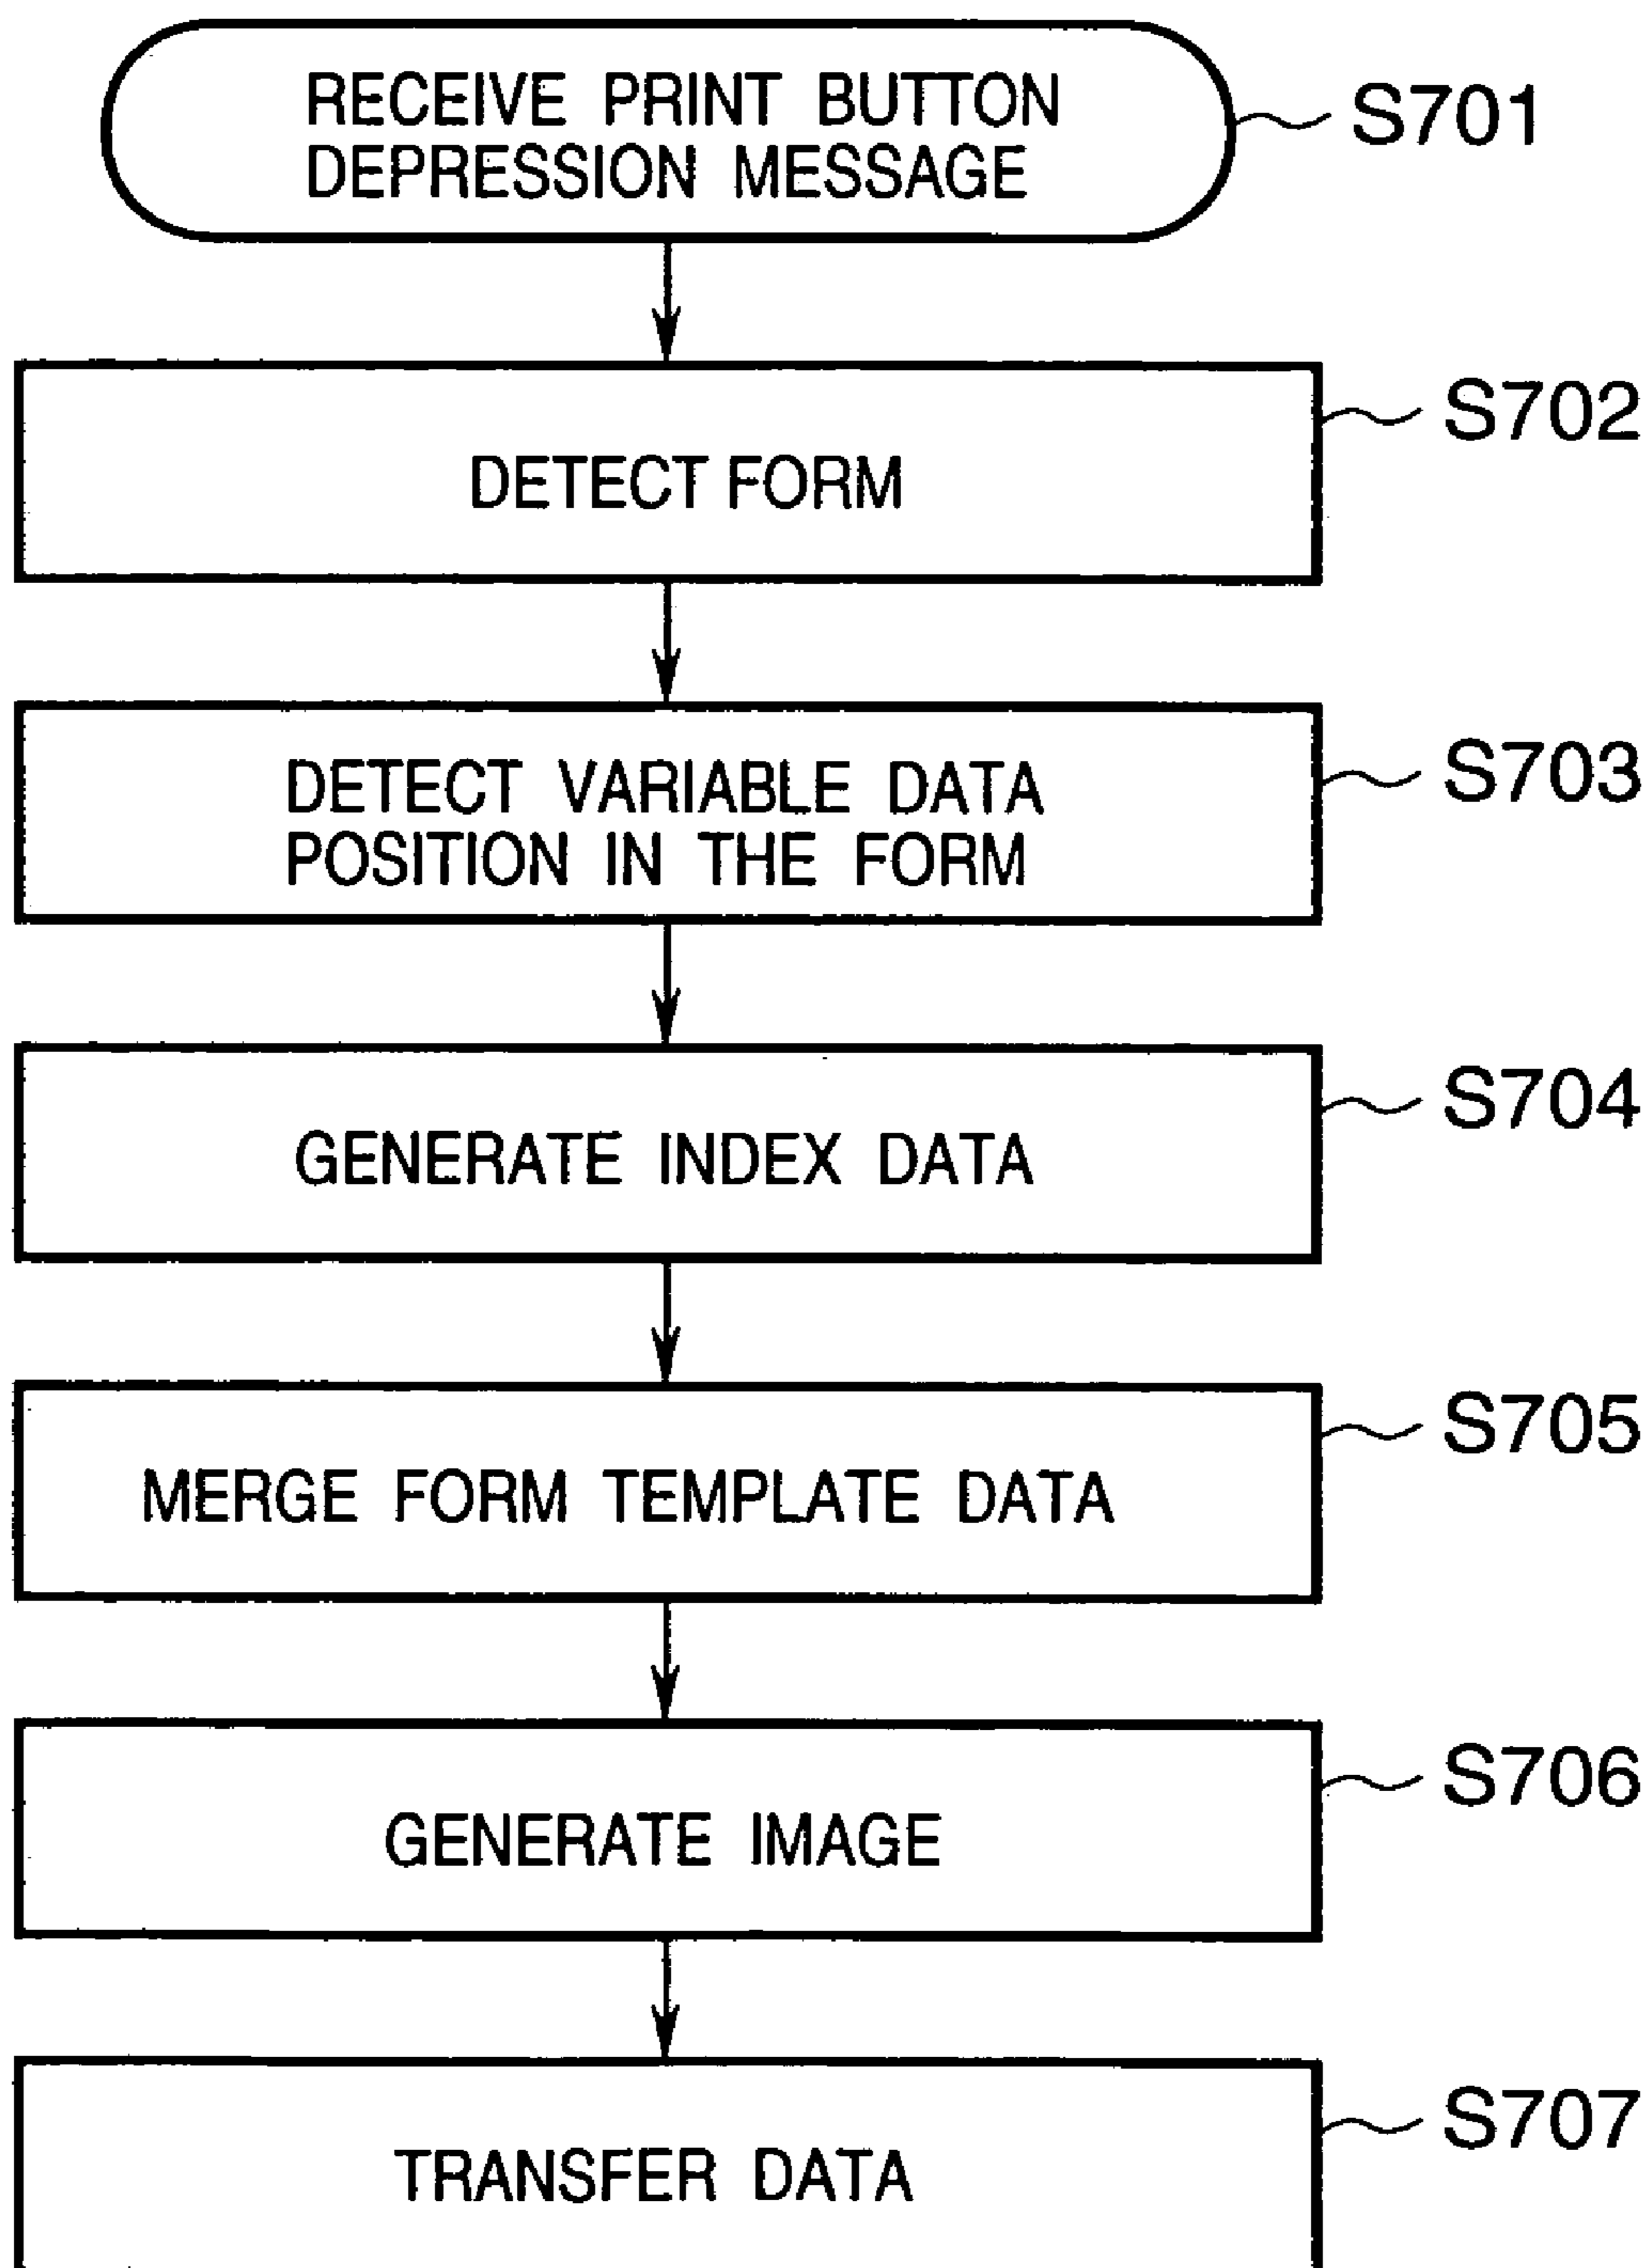 RECEIVE PRINT BUTTON
DEPRESSION MESSAGE
S701
DETECT FORM
S702
DETECT VARIABLE DATA
POSITION IN THE FORM
S703
GENERATE INDEX DATA
S704
MERGE FORM TEMPLATE DATA
S705
GENERATE IMAGE
S706
TRANSFER DATA
S707